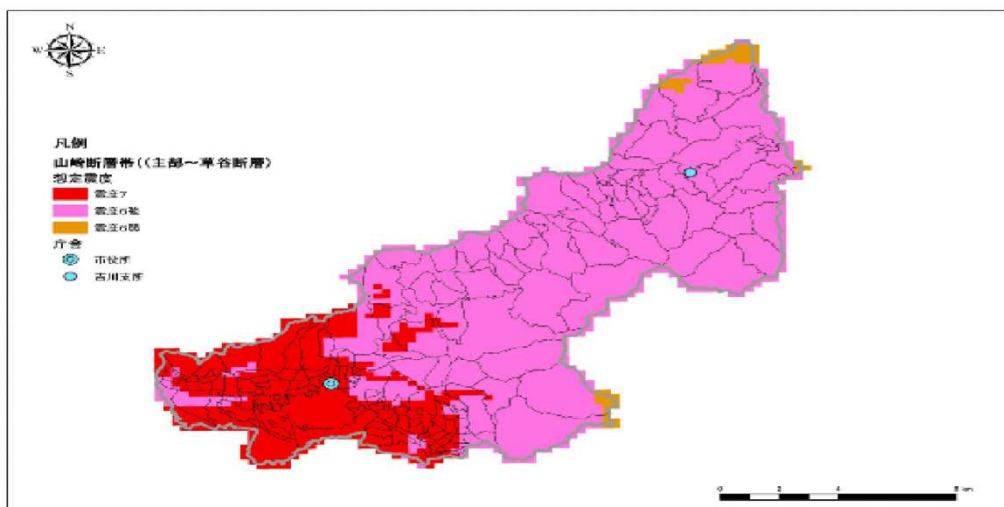 N
W E
S
凡例
山崎断層帯((主部～草谷断層)
想定震度
震度7
震度6強
震度6弱
庁舎
市役所
吉川支所
0 2 4 8 km